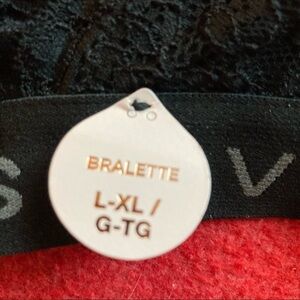 BRALETTE
L-XL /
G-TG
S V